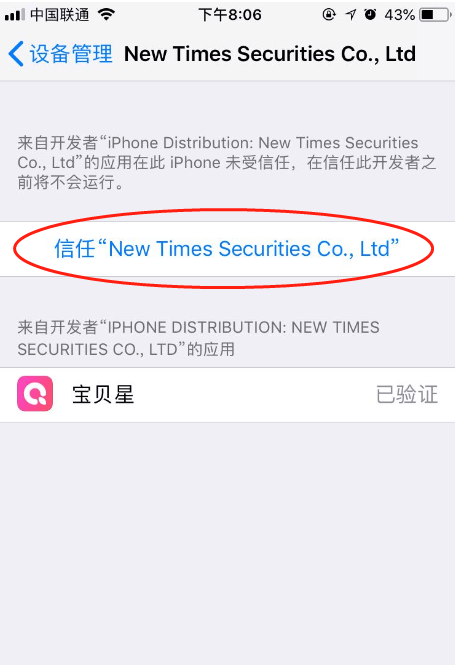 中国联通 下午8:06 43%
设备管理 New Times Securities Co., Ltd
来自开发者“iPhone Distribution: New Times Securities
Co., Ltd”的应用在此 iPhone 未受信任，在信任此开发者之
前将不会运行。
信任“New Times Securities Co., Ltd”
来自开发者“IPHONE DISTRIBUTION: NEW TIMES
SECURITIES CO., LTD”的应用
宝贝星 已验证